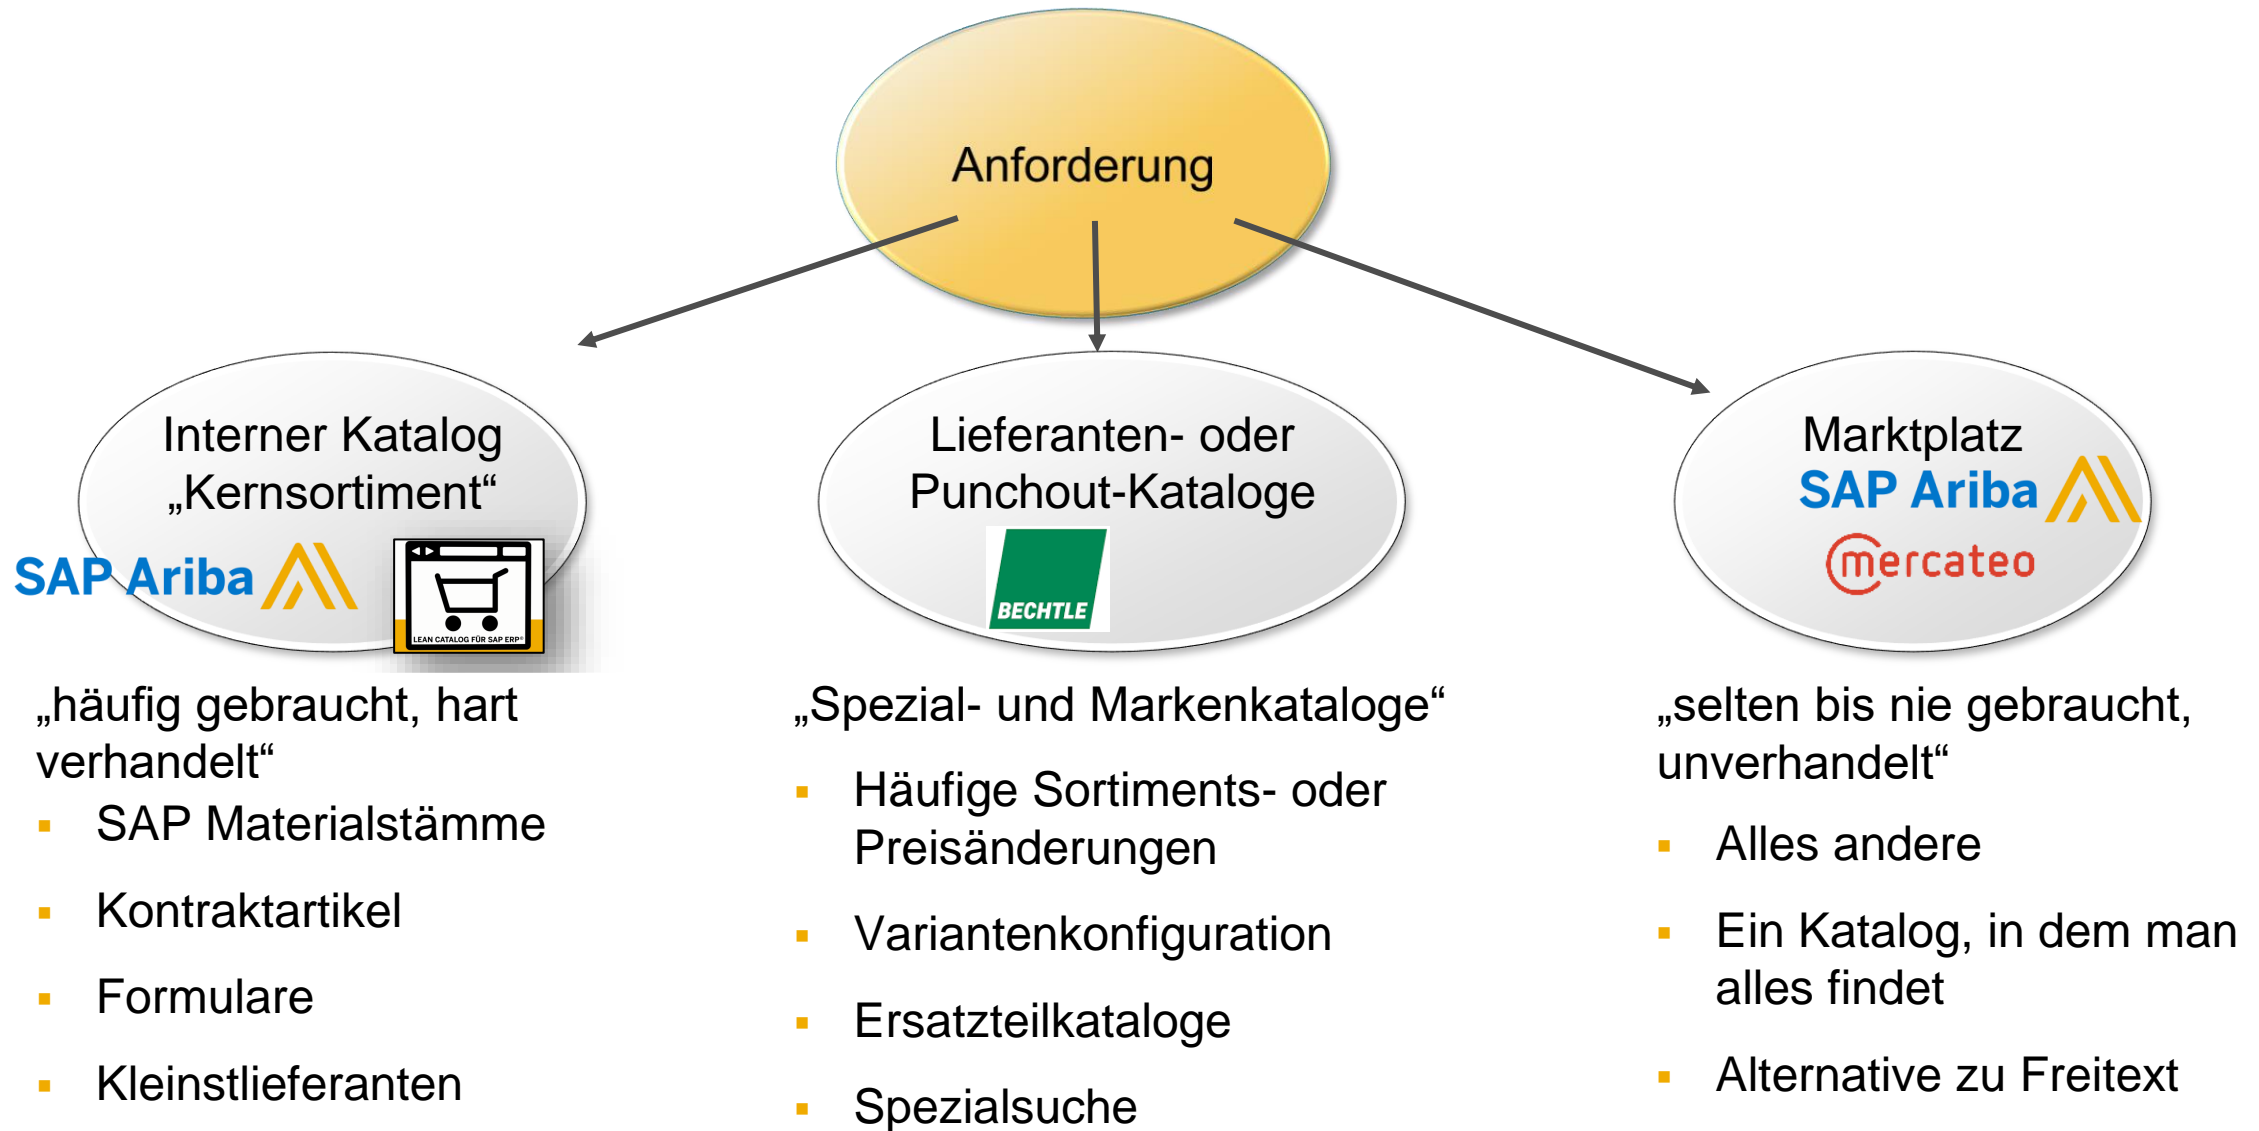 Anforderung
Interner Katalog
„Kernsortiment“
SAP Ariba
LEAN CATALOG FÜR SAP ERP®
„häufig gebraucht, hart
verhandelt“
▪ SAP Materialstämme
▪ Kontraktartikel
▪ Formulare
▪ Kleinstlieferanten
Lieferanten- oder
Punchout-Kataloge
BECHTLE
„Spezial- und Markenkataloge“
▪ Häufige Sortiments- oder
Preisänderungen
▪ Variantenkonfiguration
▪ Ersatzteilkataloge
▪ Spezialsuche
Marktplatz
SAP Ariba
mercateo
„selten bis nie gebraucht,
unverhandelt“
▪ Alles andere
▪ Ein Katalog, in dem man
alles findet
▪ Alternative zu Freitext